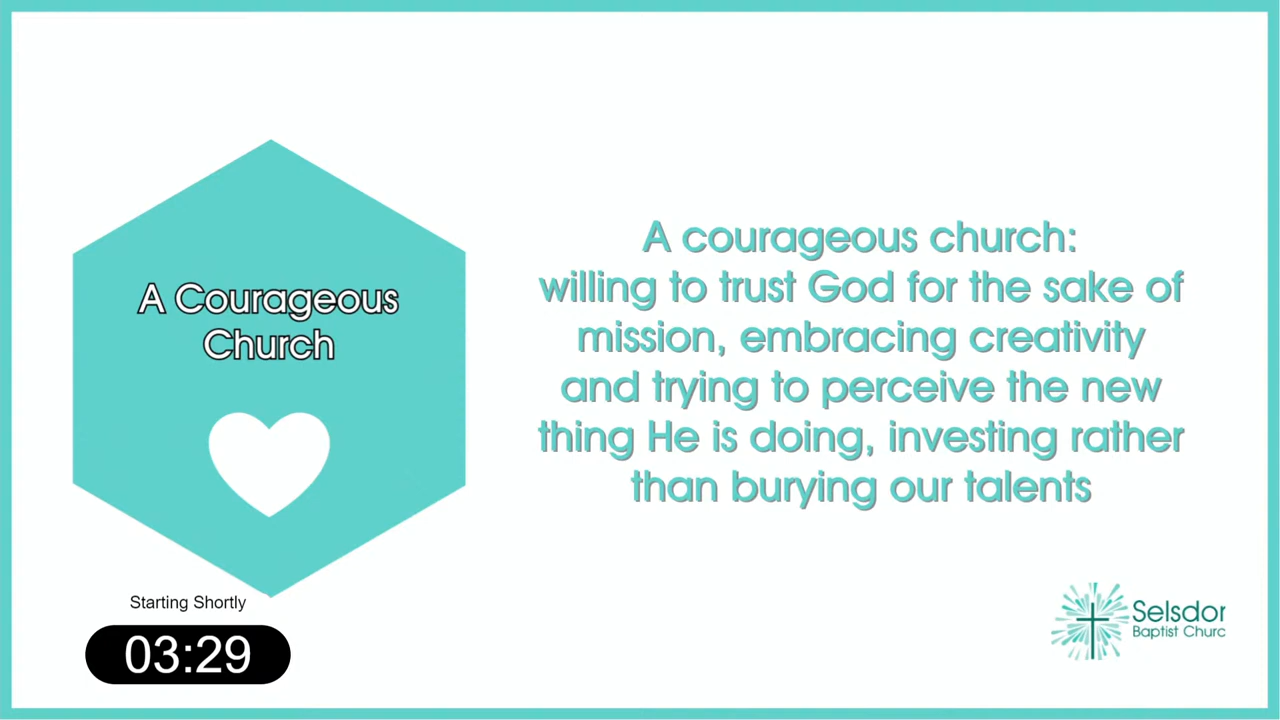 A Courageous
Church
A courageous church:
willing to trust God for the sake of
mission, embracing creativity
and trying to perceive the new
thing He is doing, investing rather
than burying our talents
Starting Shortly
03:29
Selsdor
Baptist Churc